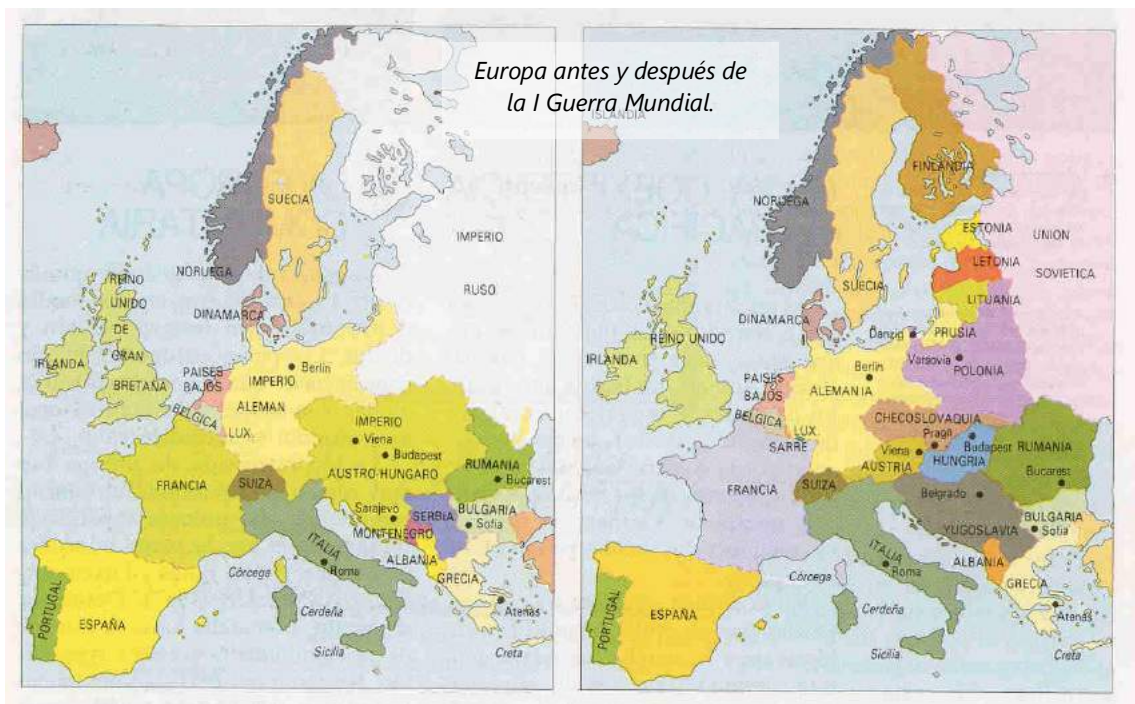 Europa antes y después de
la I Guerra Mundial.
SUECIA
NORUEGA
IMPERIO
RUSO
REINO
UNIDO
DE
GRAN
BRETAÑA
IRLANDA
DINAMARCA
PAISES
BAJOS
BELGICA
LUX.
Berlín
IMPERIO
ALEMAN
IMPERIO
Viena
Budapest
AUSTRO-HUNGARO
FRANCIA
SUIZA
RUMANIA
Bucarest
Sarajevo
SERBIA
MONTENEGRO
BULGARIA
Sofia
ITALIA
ALBANIA
Roma
GRECIA
Córcega
Cerdeña
Sicilia
Atenas
Creta
PORTUGAL
ESPAÑA
ISLANDIA
FINLANDIA
NORUEGA
SUECIA
ESTONIA
LETONIA
LITUANIA
UNION
SOVIETICA
DINAMARCA
Danzig
PRUSIA
Varsovia
POLONIA
REINO UNIDO
IRLANDA
PAISES
BAJOS
BELGICA
LUX.
SARRE
Berlín
ALEMANIA
CHECOSLOVAQUIA
Praga
Viena
AUSTRIA
Budapest
HUNGRIA
RUMANIA
Bucarest
FRANCIA
SUIZA
Belgrado
YUGOSLAVIA
BULGARIA
Sofia
ITALIA
Roma
ALBANIA
GRECIA
Córcega
Cerdeña
Sicilia
Atenas
Creta
PORTUGAL
ESPAÑA